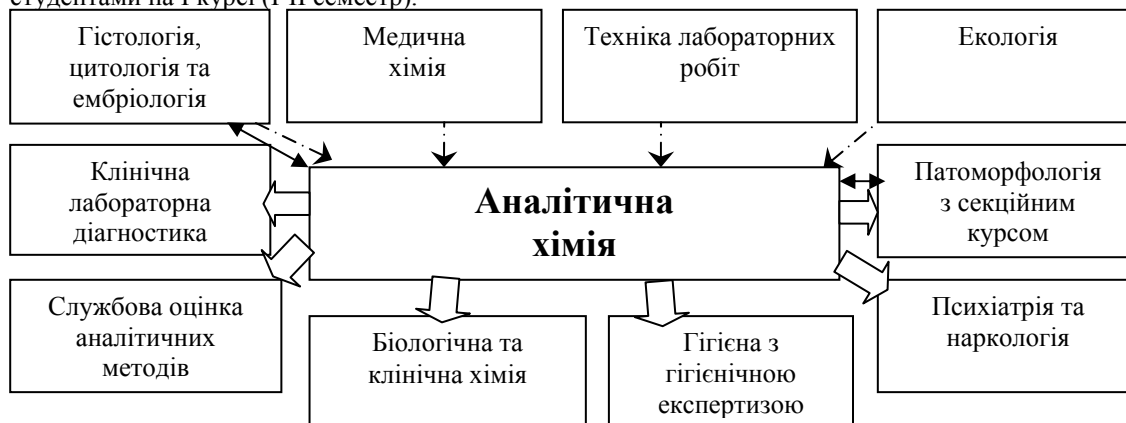 студентами на І курсі (І-ІІ семестр).
Гістологія,
цитологія та
ембріологія
Медична
хімія
Техніка лабораторних
робіт
Екологія
Клінічна
лабораторна
діагностика
Аналітична
хімія
Патоморфологія
з секційним
курсом
Службова оцінка
аналітичних
методів
Біологічна та
клінічна хімія
Гігієна з
гігієнічною
експертизою
Психіатрія та
наркологія